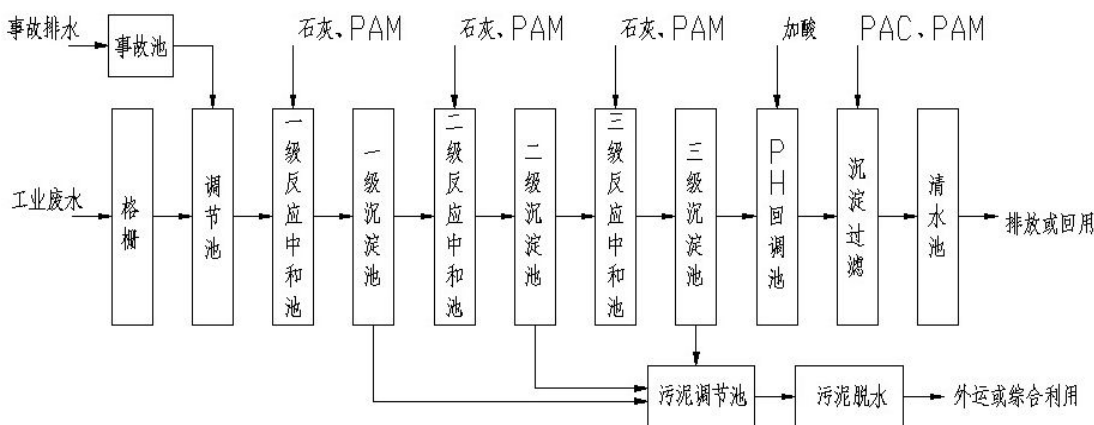 事故排水
事故池
石灰、PAM
石灰、PAM
石灰、PAM
加酸
PAC、PAM
工业废水
格栅
调节池
一级反应中和池
一级沉淀池
二级反应中和池
二级沉淀池
三级反应中和池
三级沉淀池
PH回调池
沉淀过滤
清水池
排放或回用
污泥调节池
污泥脱水
外运或综合利用